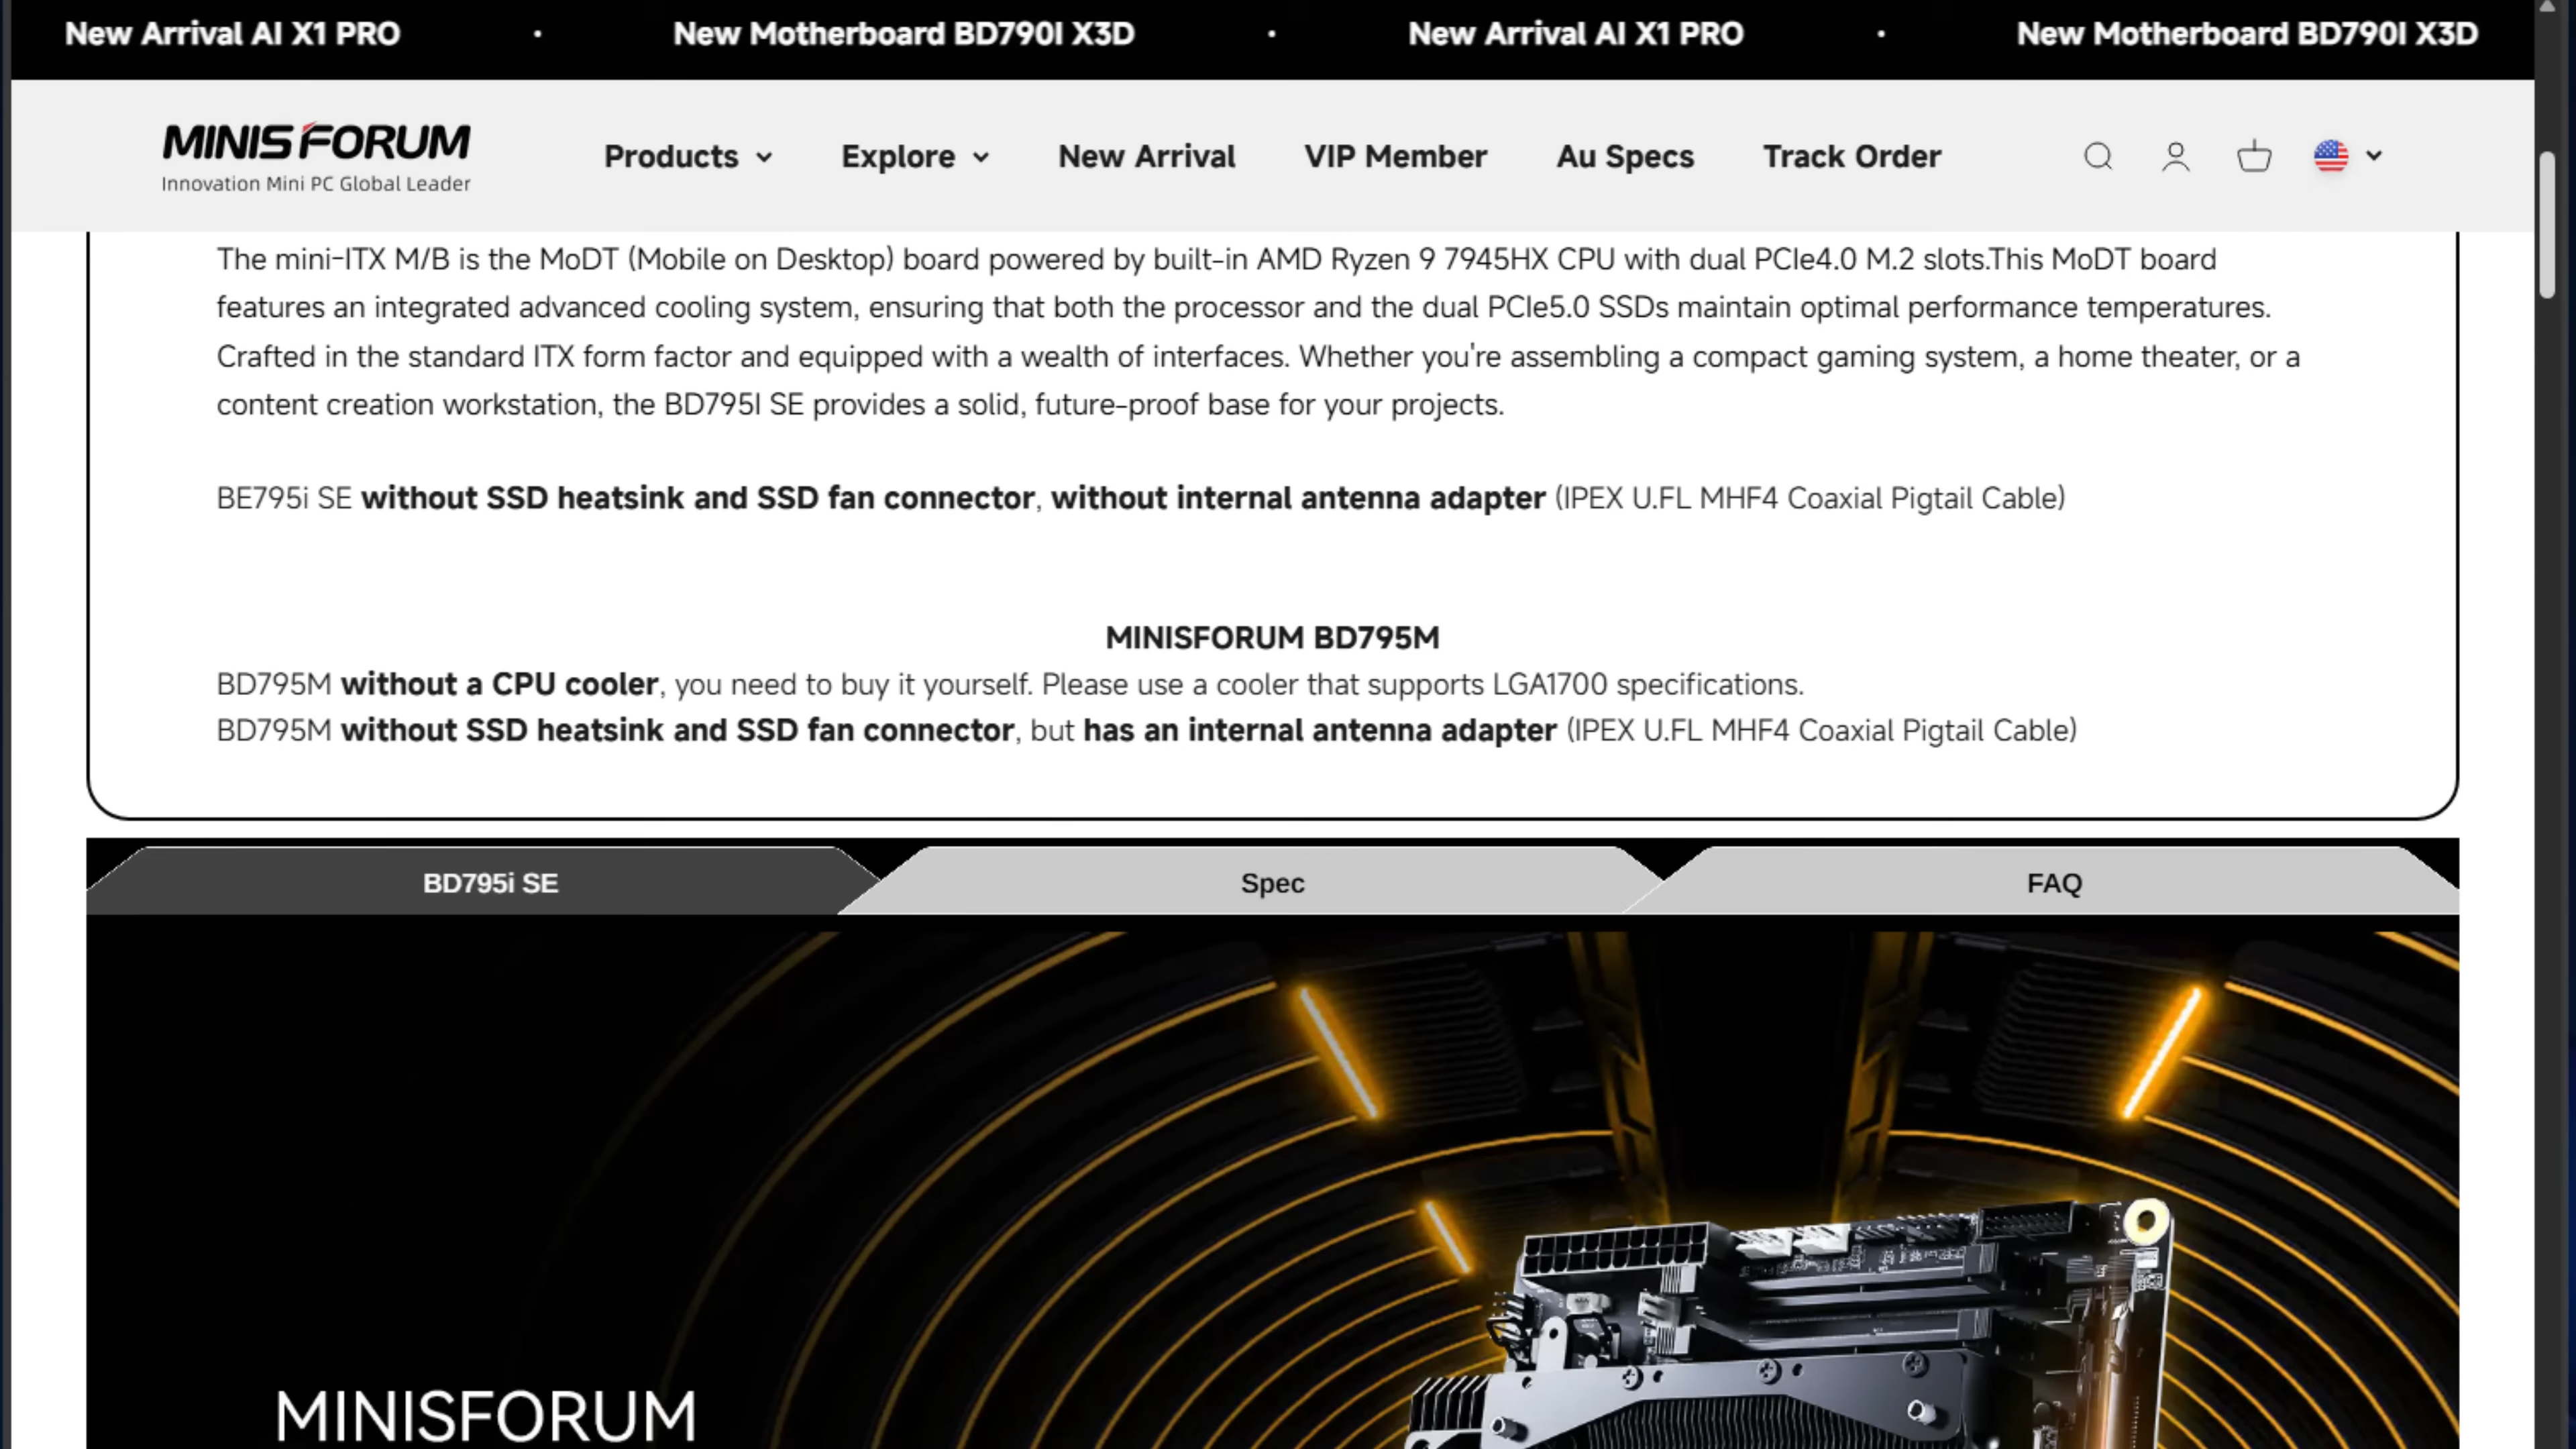 New Arrival AI X1 PRO • New Motherboard BD790I X3D • New Arrival AI X1 PRO • New Motherboard BD790I X3D
MINISFORUM
Innovation Mini PC Global Leader
Products Explore New Arrival VIP Member Au Specs Track Order
The mini-ITX M/B is the MoDT (Mobile on Desktop) board powered by built-in AMD Ryzen 9 7945HX CPU with dual PCIe4.0 M.2 slots.This MoDT board
features an integrated advanced cooling system, ensuring that both the processor and the dual PCIe5.0 SSDs maintain optimal performance temperatures.
Crafted in the standard ITX form factor and equipped with a wealth of interfaces. Whether you're assembling a compact gaming system, a home theater, or a
content creation workstation, the BD795I SE provides a solid, future-proof base for your projects.
BE795i SE without SSD heatsink and SSD fan connector, without internal antenna adapter (IPEX U.FL MHF4 Coaxial Pigtail Cable)
MINISFORUM BD795M
BD795M without a CPU cooler, you need to buy it yourself. Please use a cooler that supports LGA1700 specifications.
BD795M without SSD heatsink and SSD fan connector, but has an internal antenna adapter (IPEX U.FL MHF4 Coaxial Pigtail Cable)
BD795i SE Spec FAQ
MINISFORUM